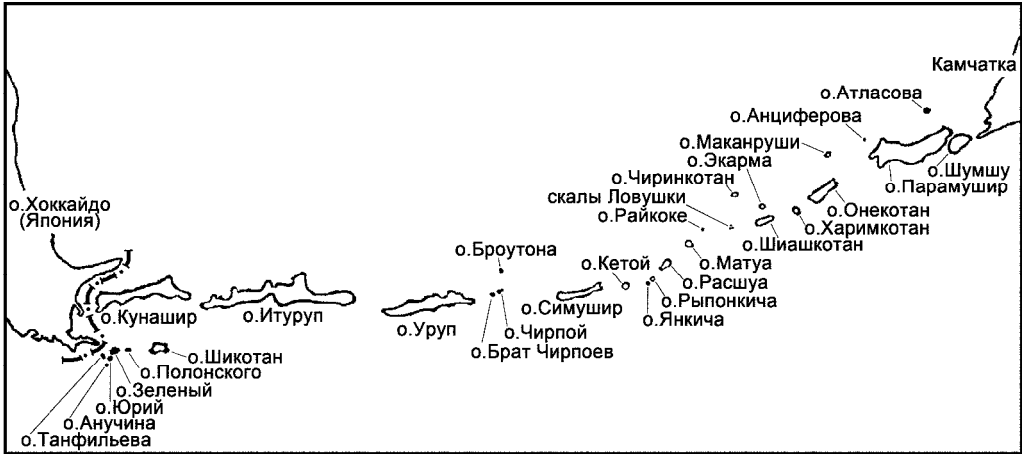 Камчатка
о.Атласова
о.Анциферова
о.Маканруши
о.Экарма
о.Чиринкотан
скалы Ловушки
о.Райкоке
о.Шумшу
о.Парамушир
о.Онекотан
о.Харимкотан
о.Шиашкотан
о.Хоккайдо
(Япония)
о.Броутона
о.Кетой
о.Матуа
о.Расшуа
о.Рыпонкича
о.Янкича
о.Симушир
о.Кунашир
о.Итуруп
о.Уруп
о.Чирпой
о.Брат Чирпоев
о.Шикотан
о.Полонского
о.Зеленый
о.Юрий
о.Анучина
о.Танфильева